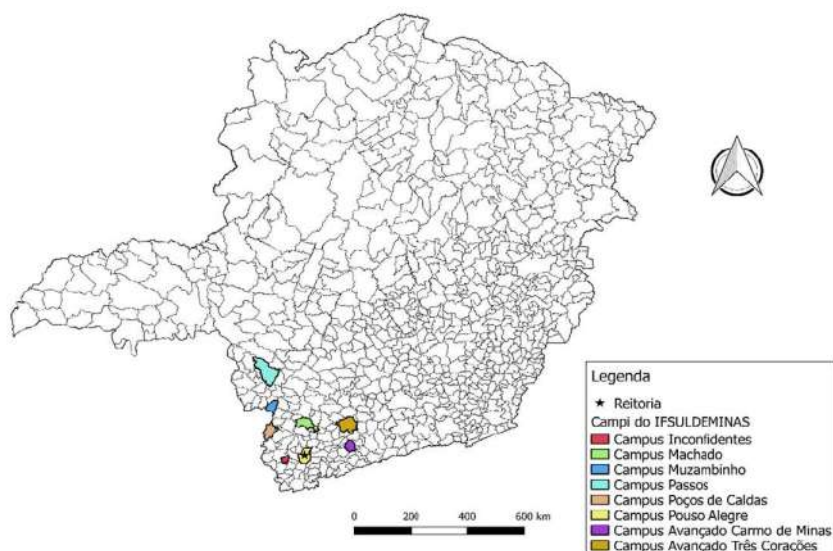 Legenda
Reitoria
Campi do IFSULDEMINAS
Campus Inconfidentes
Campus Machado
Campus Muzambinho
Campus Passos
Campus Poços de Caldas
Campus Pouso Alegre
Campus Avançado Carmo de Minas
Campus Avançado Três Corações
0 200 400 600 km